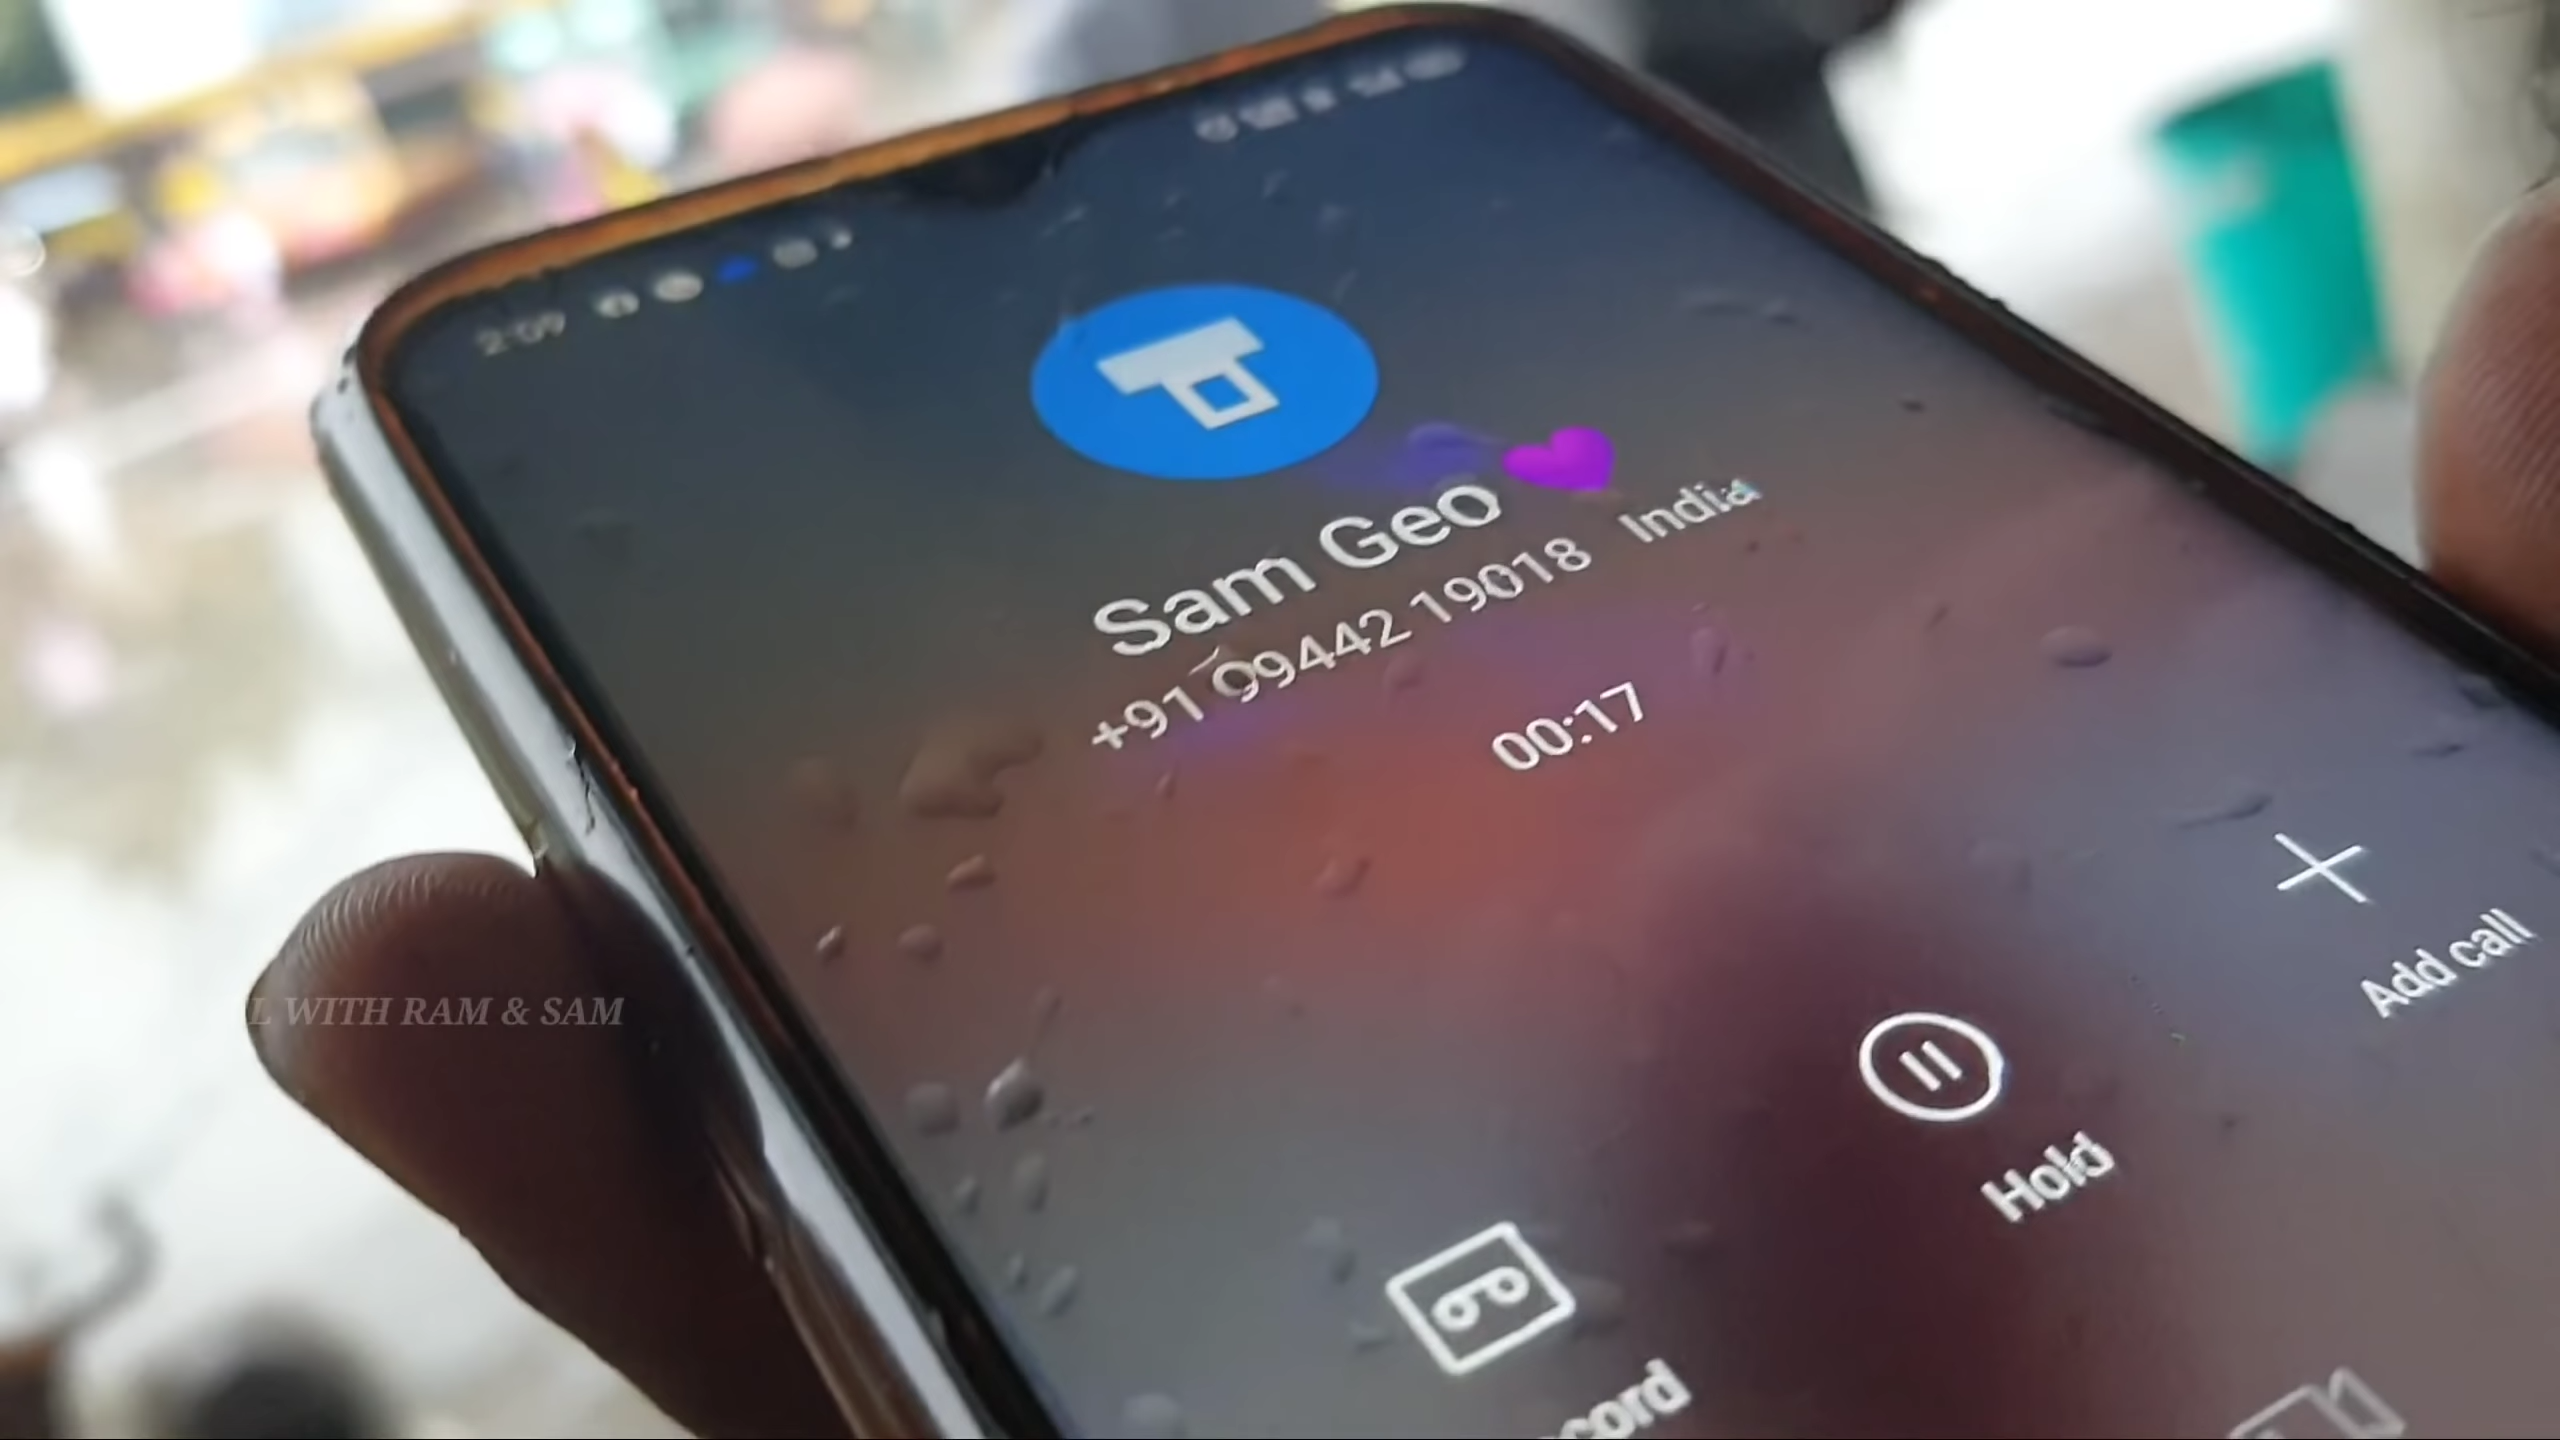 2:09
Sam Geo 💜
+91 99442 19018 India
00:17
Add call
Hold
L WITH RAM & SAM